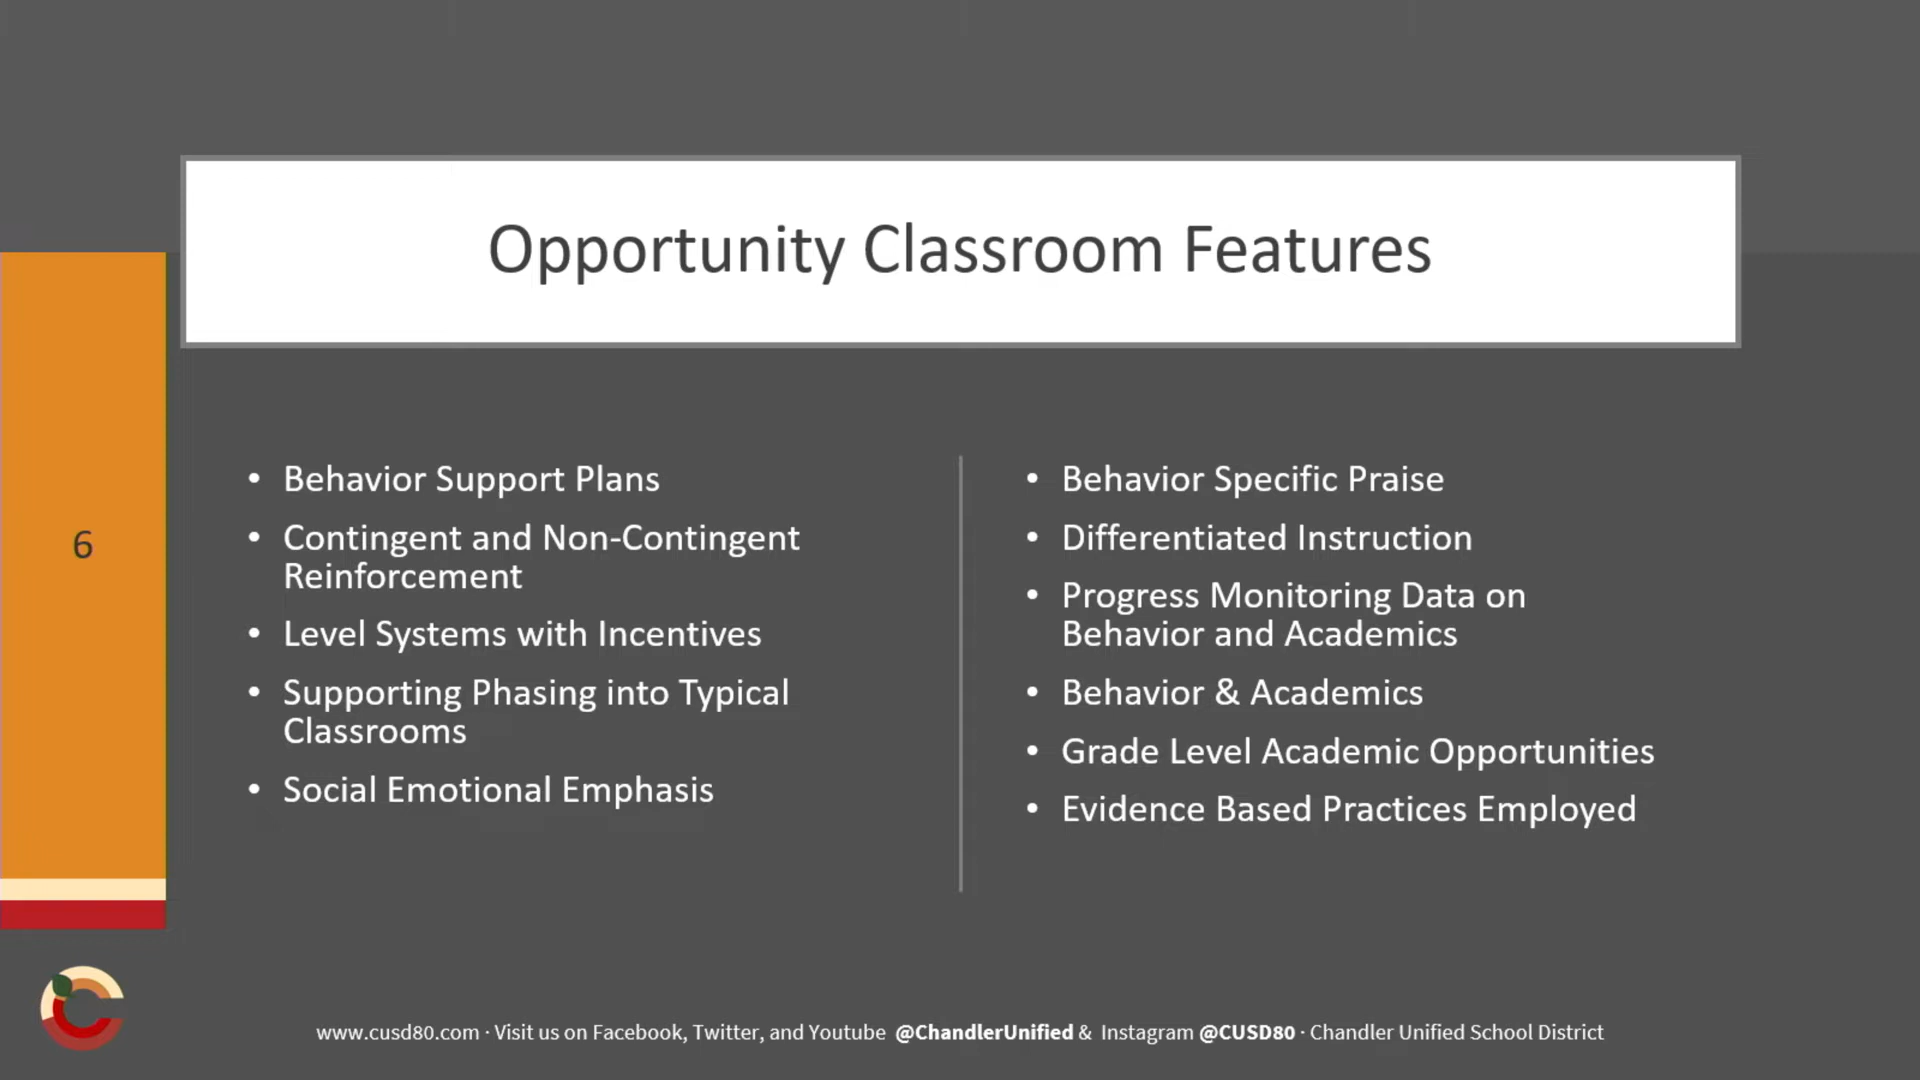 Opportunity Classroom Features
6
• Behavior Support Plans
• Contingent and Non-Contingent
Reinforcement
• Level Systems with Incentives
• Supporting Phasing into Typical
Classrooms
• Social Emotional Emphasis
• Behavior Specific Praise
• Differentiated Instruction
• Progress Monitoring Data on
Behavior and Academics
• Behavior & Academics
• Grade Level Academic Opportunities
• Evidence Based Practices Employed
www.cusd80.com · Visit us on Facebook, Twitter, and Youtube @ChandlerUnified & Instagram @CUSD80 · Chandler Unified School District